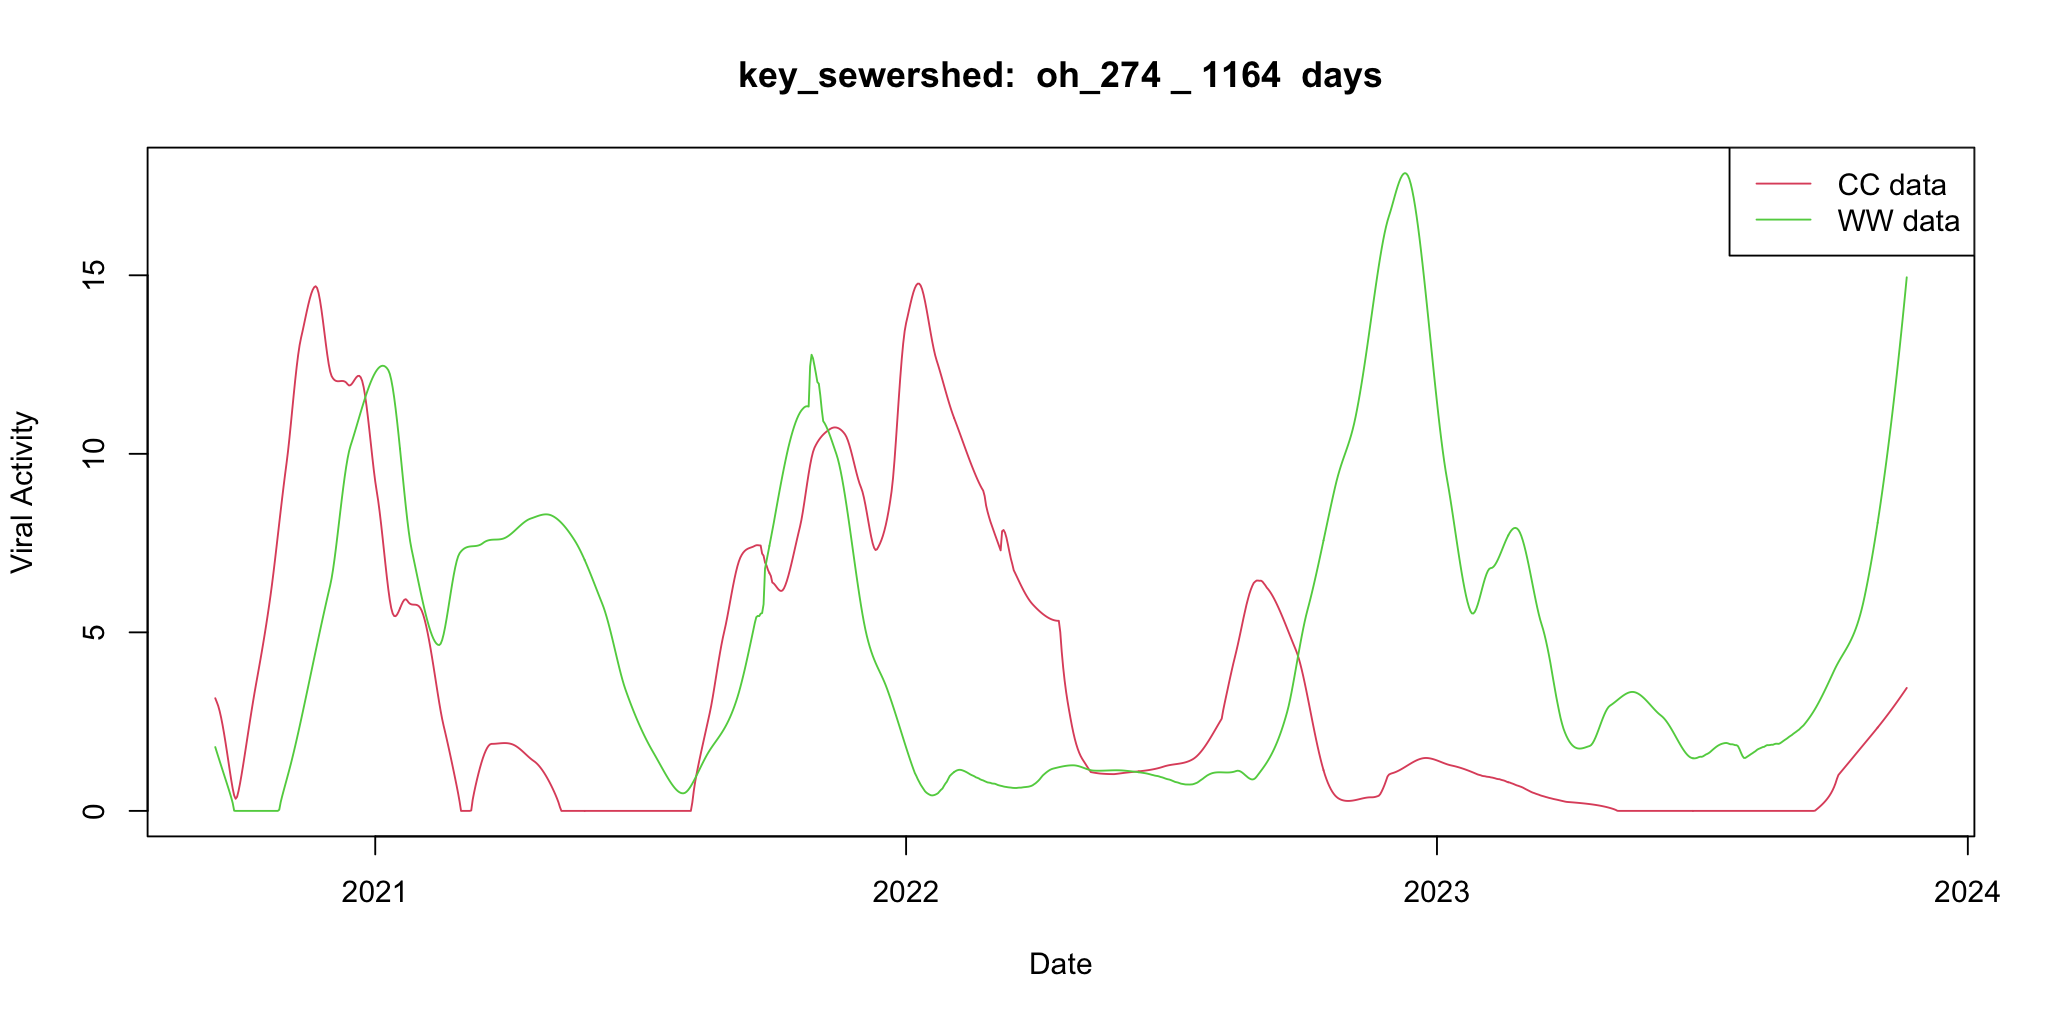 key_sewershed: oh_274 _ 1164 days
CC data
WW data
Viral Activity
15
10
5
0
2021
2022
2023
2024
Date